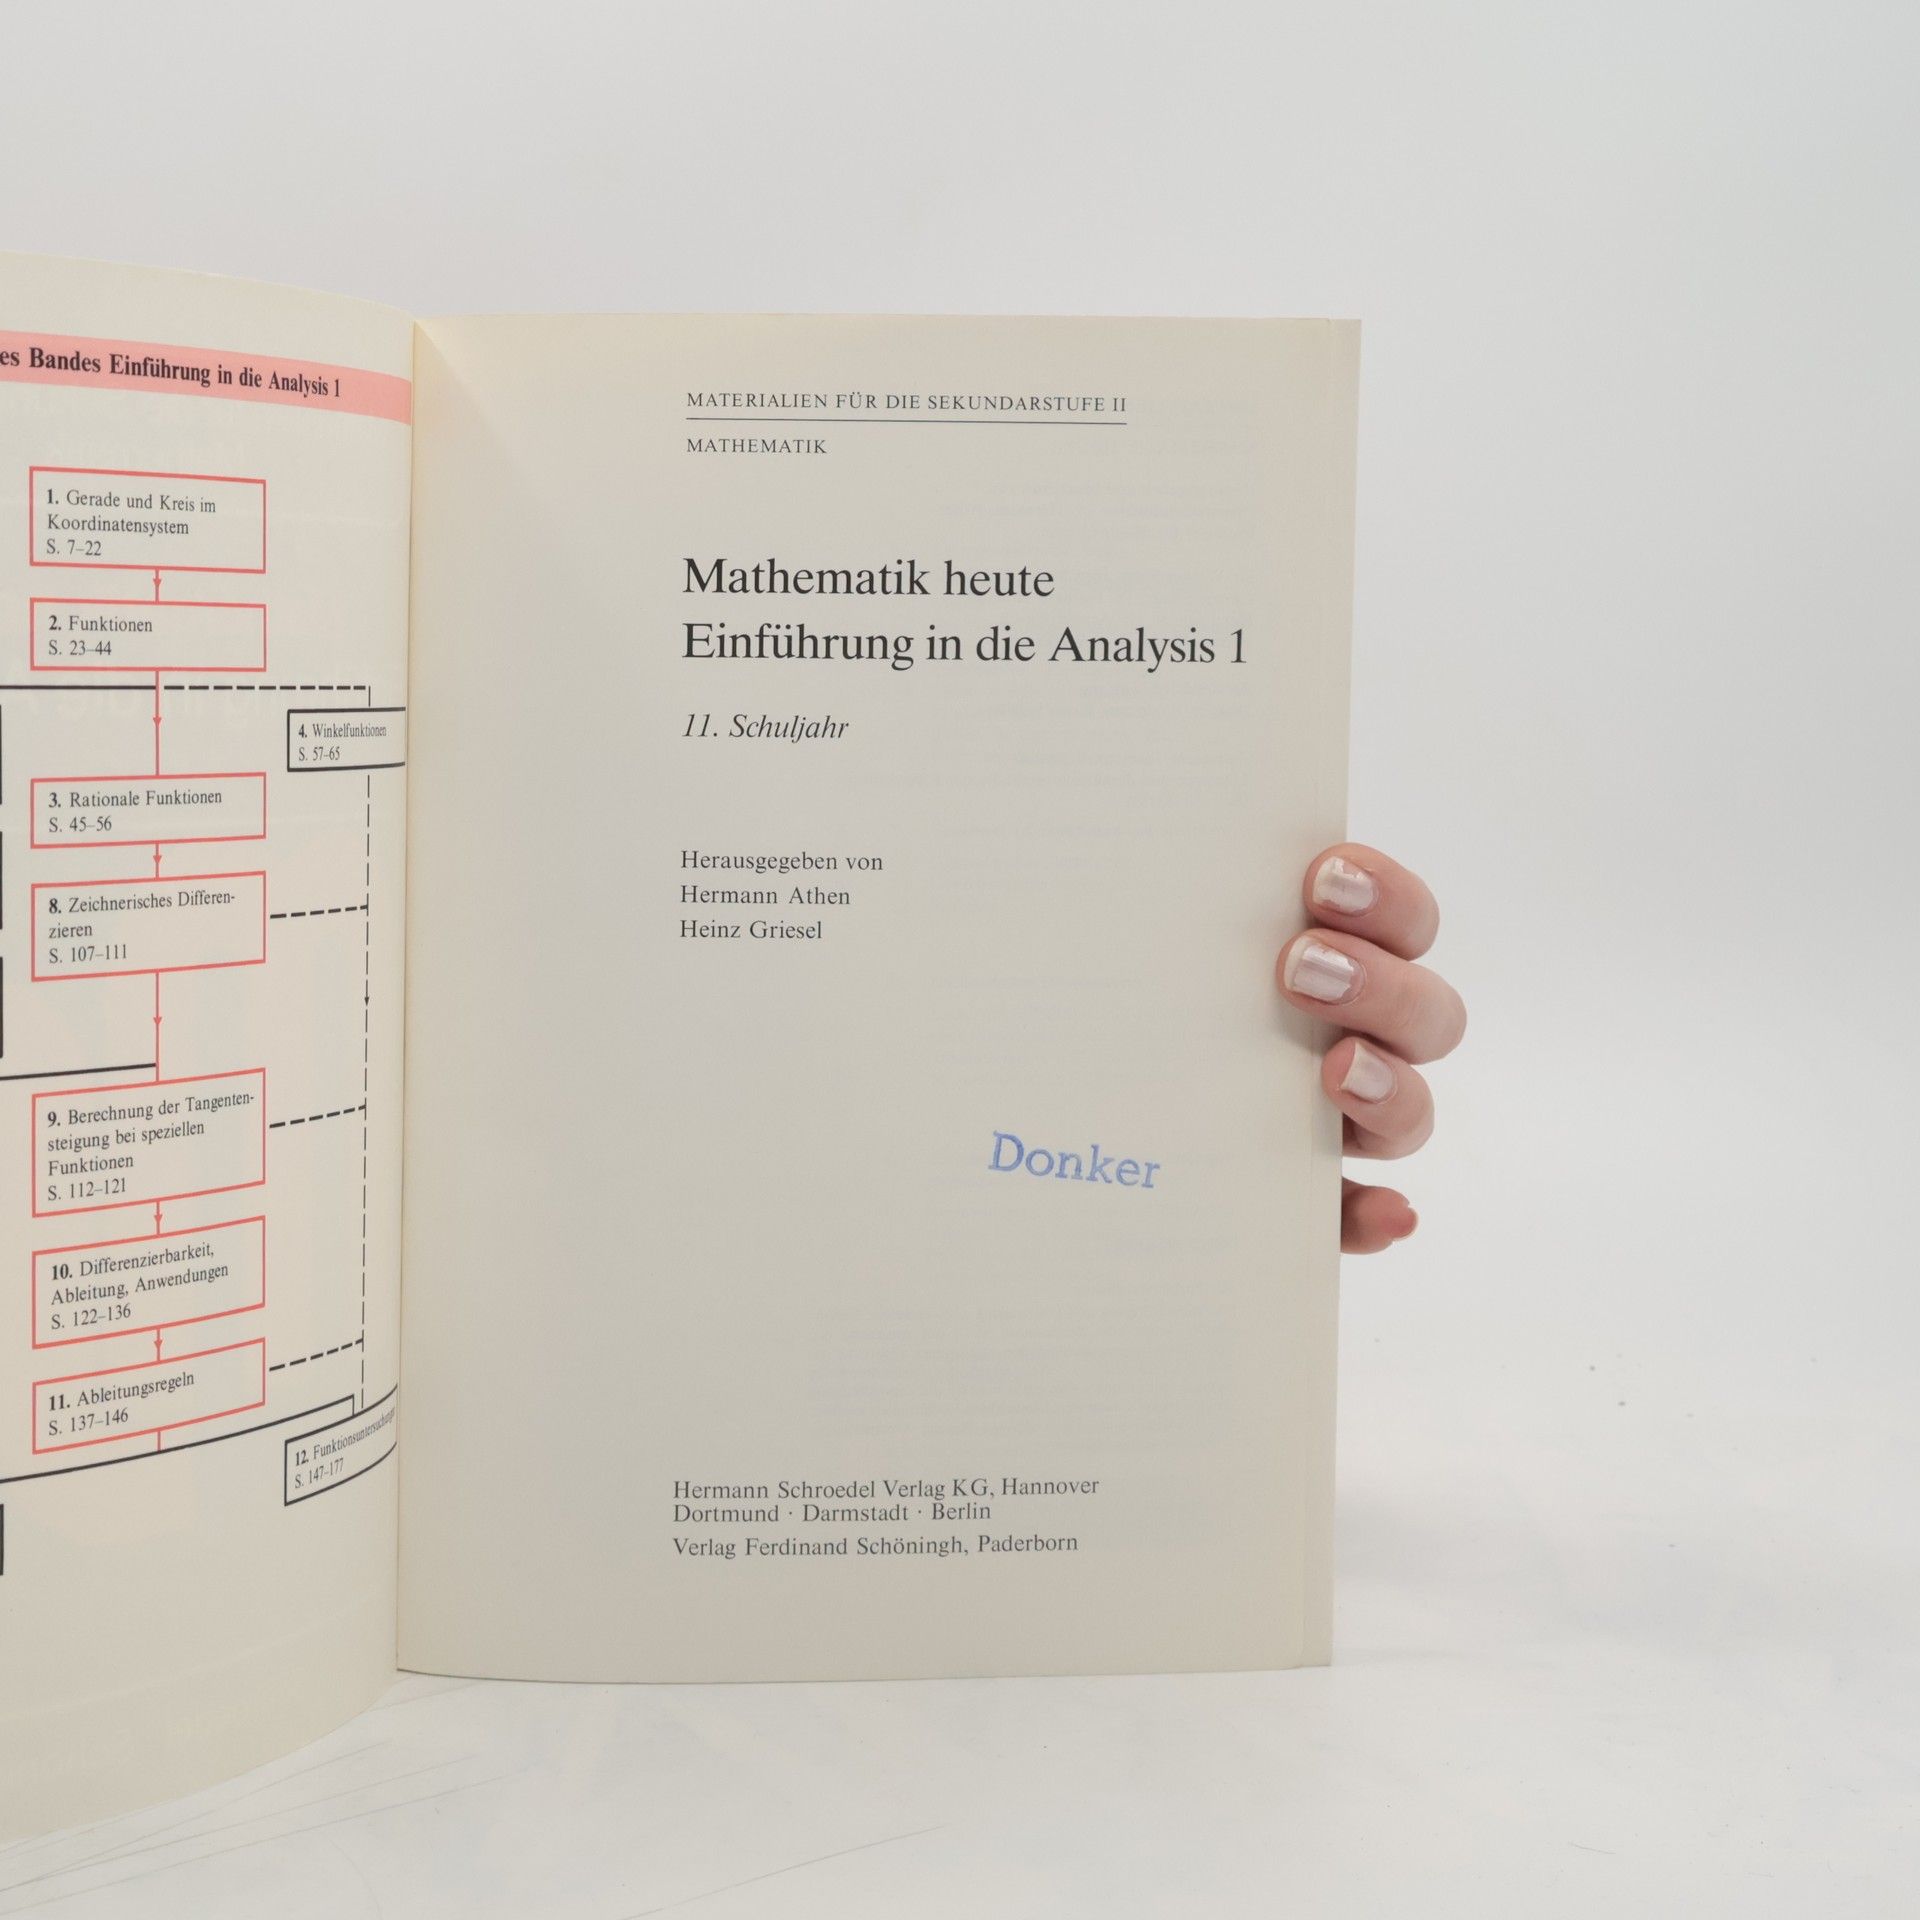 es Bandes Einführung in die Analysis 1
1. Gerade und Kreis im
Koordinatensystem
S. 7–22
2. Funktionen
S. 23–44
4. Winkelfunktionen
S. 57–65
3. Rationale Funktionen
S. 45–56
8. Zeichnerisches Differen-
zieren
S. 107–111
9. Berechnung der Tangenten-
steigung bei speziellen
Funktionen
S. 112–121
10. Differenzierbarkeit,
Ableitung, Anwendungen
S. 122–136
11. Ableitungsregeln
S. 137–146
12. Funktionsuntersuchungen
S. 147–177
MATERIALIEN FÜR DIE SEKUNDARSTUFE II
MATHEMATIK
Mathematik heute
Einführung in die Analysis 1
11. Schuljahr
Herausgegeben von
Hermann Athen
Heinz Griesel
Donker
Hermann Schroedel Verlag KG, Hannover
Dortmund · Darmstadt · Berlin
Verlag Ferdinand Schöningh, Paderborn